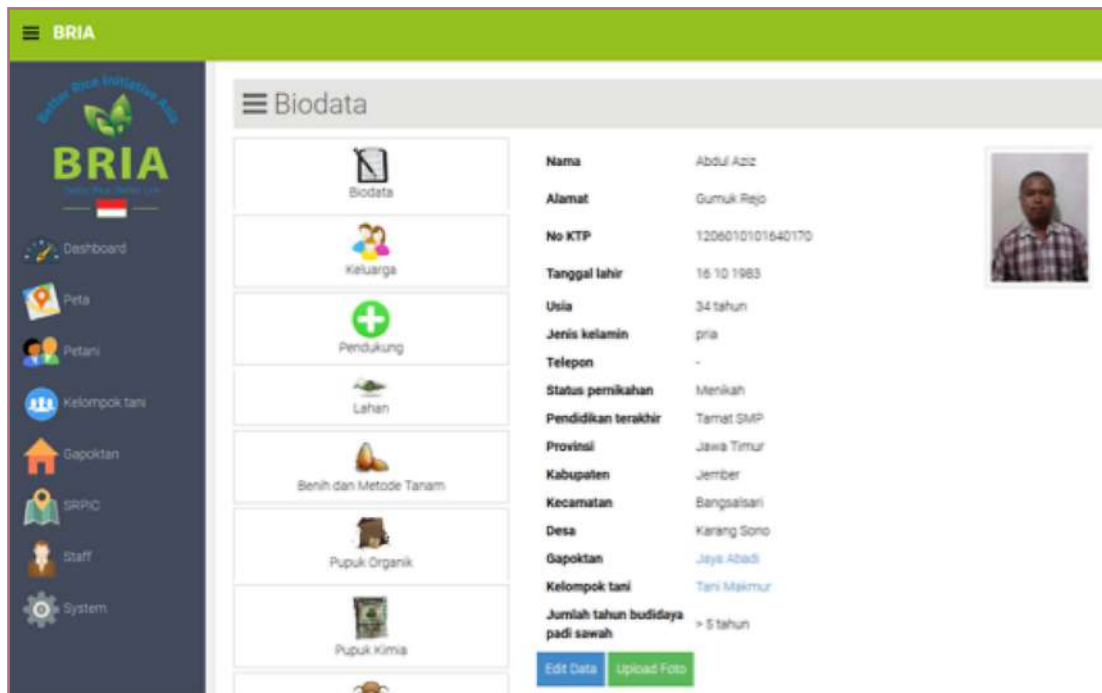 BRIA
Better Rice Initiative Asia
BRIA
Dashboard
Peta
Petani
Kelompok tani
Gapoktan
SRPIC
Staff
System
Biodata
Biodata
Keluarga
Pendukung
Lahan
Benih dan Metode Tanam
Pupuk Organik
Pupuk Kimia
Nama Abdul Aziz
Alamat Gumuk Rejo
No KTP 1206010101640170
Tanggal lahir 16 10 1983
Usia 34 tahun
Jenis kelamin pria
Telepon -
Status pernikahan Menikah
Pendidikan terakhir Tamat SMP
Provinsi Jawa Timur
Kabupaten Jember
Kecamatan Bangsalsari
Desa Karang Sono
Gapoktan Jaya Abadi
Kelompok tani Tani Makmur
Jumlah tahun budidaya
padi sawah > 5 tahun
Edit Data Upload Foto